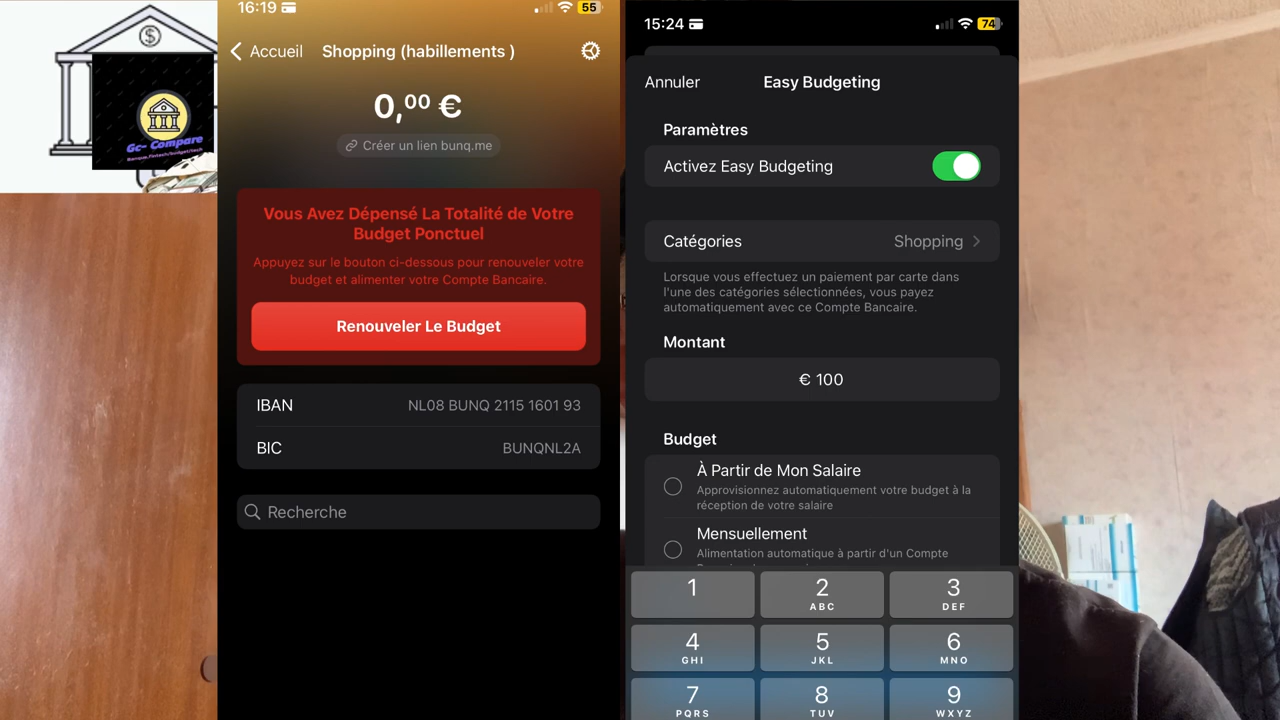 $
Gc- Compare
16:19
55
Accueil
Shopping (habillements )
0,00 €
Créer un lien bunq.me
Vous Avez Dépensé La Totalité de Votre
Budget Ponctuel
Appuyez sur le bouton ci-dessous pour renouveler votre
budget et alimenter votre Compte Bancaire.
Renouveler Le Budget
IBAN
NL08 BUNQ 2115 1601 93
BIC
BUNQNL2A
Recherche
15:24
74
Annuler
Easy Budgeting
Paramètres
Activez Easy Budgeting
Catégories
Shopping
Lorsque vous effectuez un paiement par carte dans
l'une des catégories sélectionnées, vous payez
automatiquement avec ce Compte Bancaire.
Montant
€ 100
Budget
À Partir de Mon Salaire
Approvisionnez automatiquement votre budget à la
réception de votre salaire
Mensuellement
Alimentation automatique à partir d'un Compte
1
2
ABC
3
DEF
4
GHI
5
JKL
6
MNO
7
PQRS
8
TUV
9
WXYZ